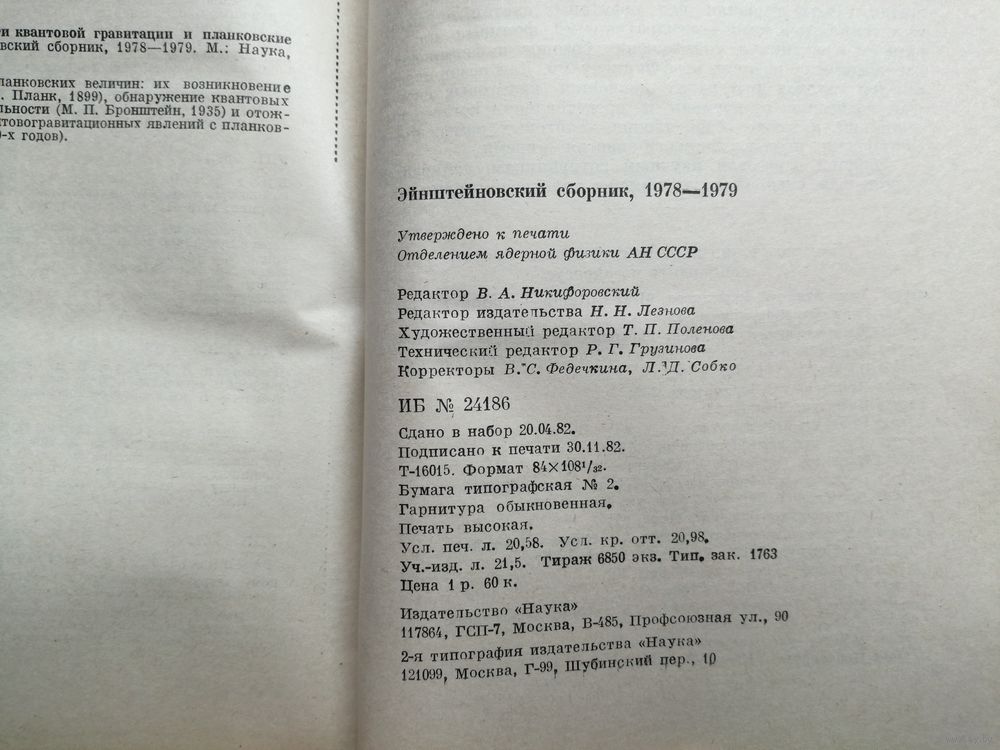 ти квантовой гравитации и планковские
вский сборник, 1978—1979. М.: Наука,
ланковских величин: их возникновение
. Планк, 1899), обнаружение квантовых
льности (М. П. Бронштейн, 1935) и отож-
товогравитационных явлений с планков-
0-х годов).
Эйнштейновский сборник, 1978—1979
Утверждено к печати
Отделением ядерной физики АН СССР
Редактор В. А. Никифоровский
Редактор издательства Н. Н. Лезнова
Художественный редактор Т. П. Поленова
Технический редактор Р. Г. Грузинова
Корректоры В. С. Федечкина, Л. Д. Собко
ИБ № 24186
Сдано в набор 20.04.82.
Подписано к печати 30.11.82.
Т-16015. Формат 84×108¹/₃₂.
Бумага типографская № 2.
Гарнитура обыкновенная.
Печать высокая.
Усл. печ. л. 20,58. Усл. кр. отт. 20,98.
Уч.-изд. л. 21,5. Тираж 6850 экз. Тип. зак. 1763
Цена 1 р. 60 к.
Издательство «Наука»
117864, ГСП-7, Москва, В-485, Профсоюзная ул., 90
2-я типография издательства «Наука»
121099, Москва, Г-99, Шубинский пер., 10